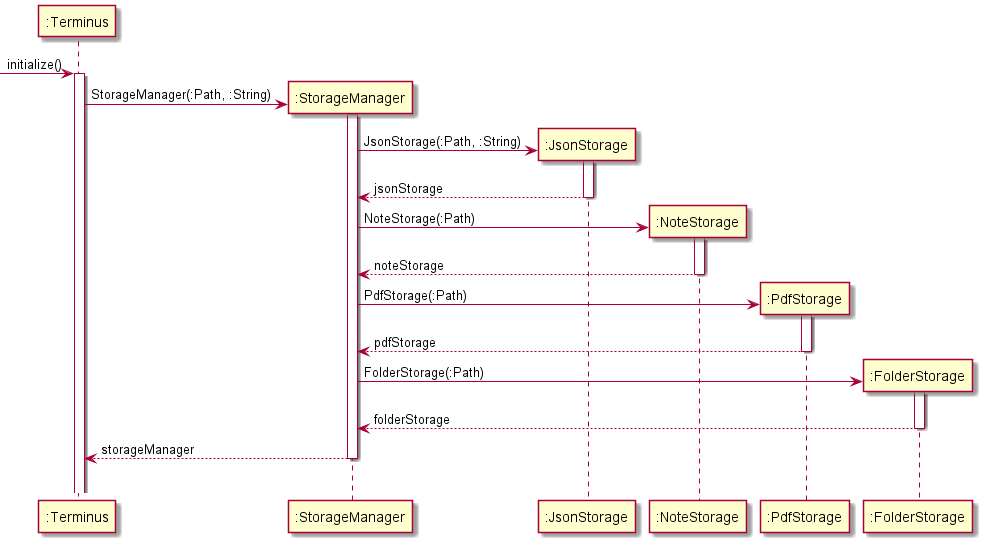 :Terminus
initialize()
StorageManager(:Path, :String)
:StorageManager
JsonStorage(:Path, :String)
:JsonStorage
jsonStorage
NoteStorage(:Path)
:NoteStorage
noteStorage
PdfStorage(:Path)
:PdfStorage
pdfStorage
FolderStorage(:Path)
:FolderStorage
folderStorage
storageManager
:Terminus
:StorageManager
:JsonStorage
:NoteStorage
:PdfStorage
:FolderStorage